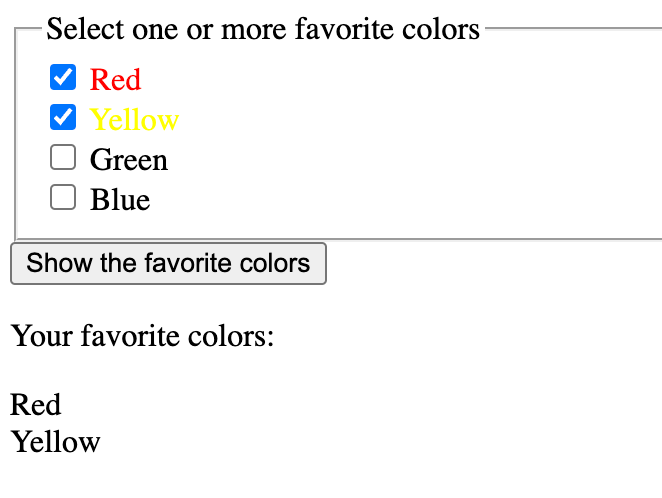 Select one or more favorite colors
Red
Yellow
Green
Blue
Show the favorite colors
Your favorite colors:
Red
Yellow